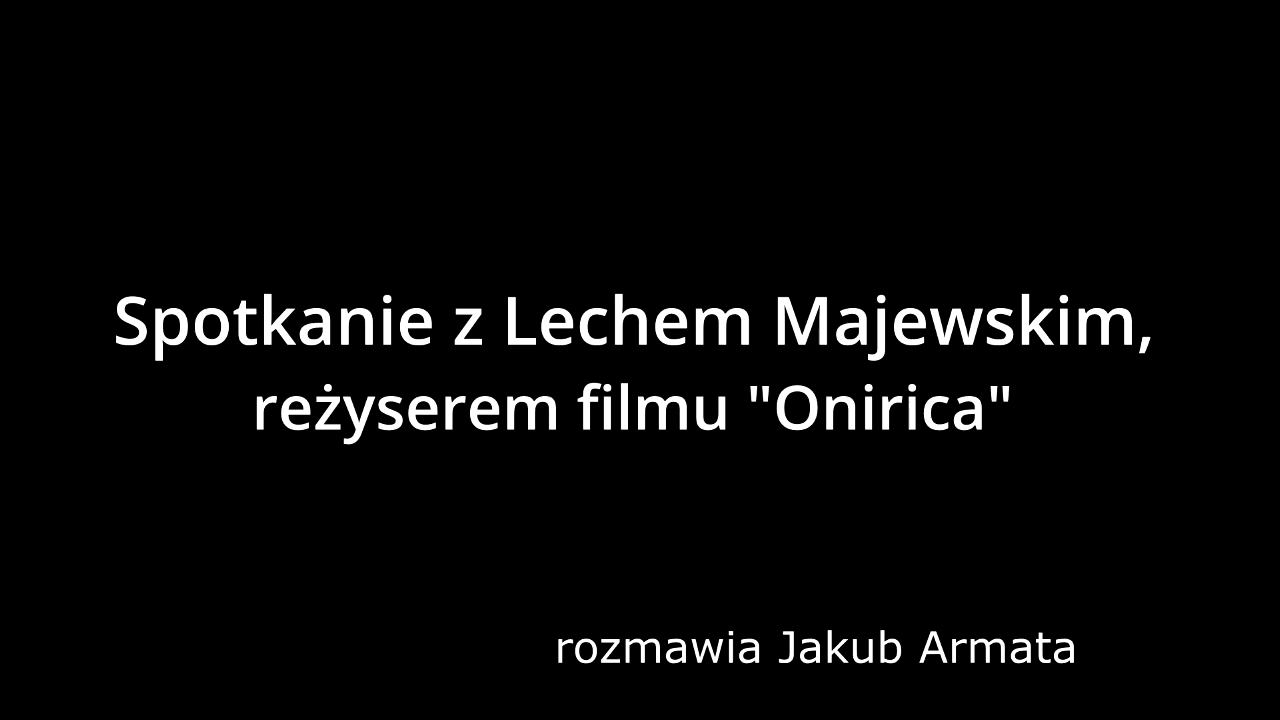 Spotkanie z Lechem Majewskim,
reżyserem filmu "Onirica"
rozmawia Jakub Armata